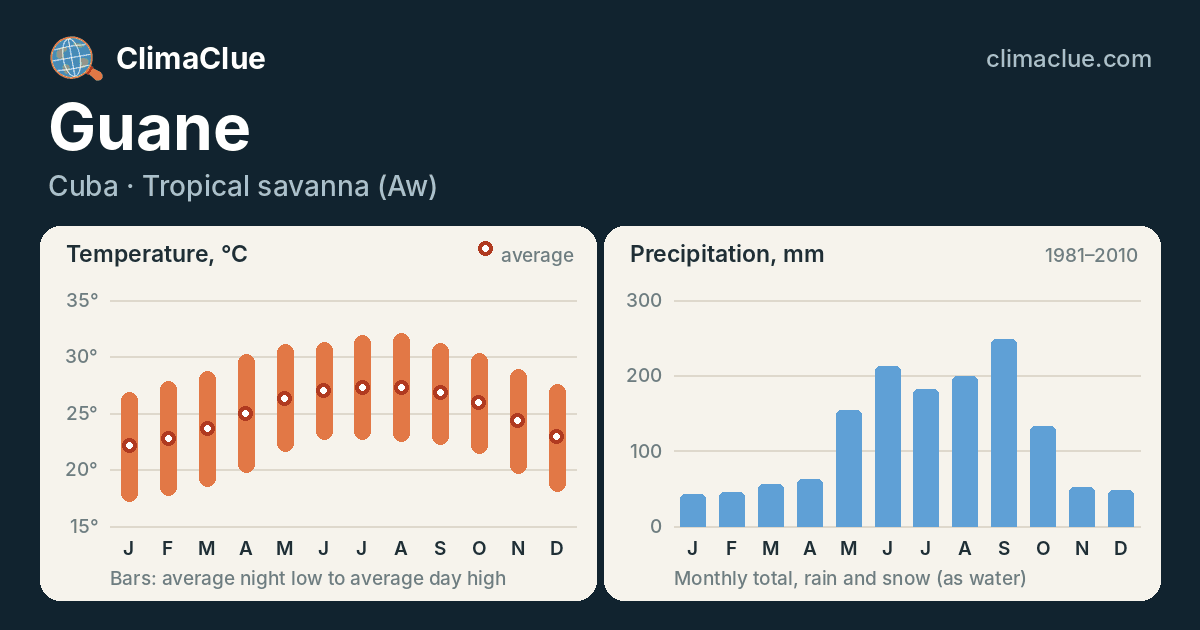 ClimaClue
climaclue.com
Guane
Cuba · Tropical savanna (Aw)
Temperature, °C
average
35°
30°
25°
20°
15°
J F M A M J J A S O N D
Bars: average night low to average day high
Precipitation, mm
1981–2010
300
200
100
0
J F M A M J J A S O N D
Monthly total, rain and snow (as water)